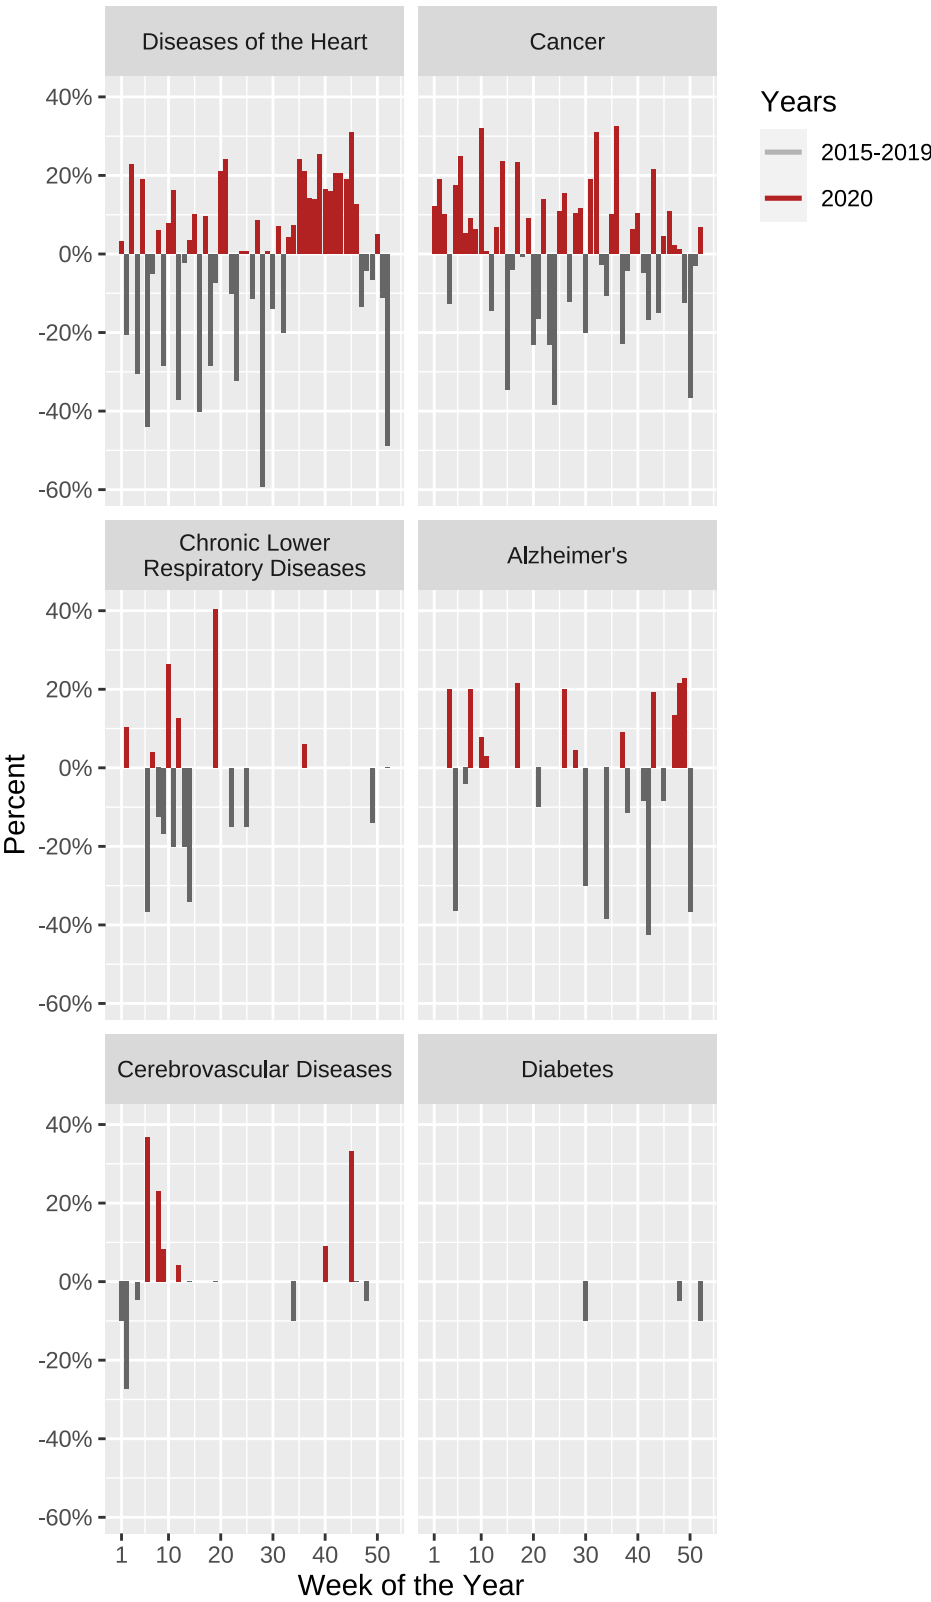 Diseases of the Heart
Cancer
Years
2015-2019
2020
40%
20%
0%
-20%
-40%
-60%
Chronic Lower
Respiratory Diseases
Alzheimer's
40%
20%
0%
-20%
-40%
-60%
Percent
Cerebrovascular Diseases
Diabetes
40%
20%
0%
-20%
-40%
-60%
1 10 20 30 40 50
1 10 20 30 40 50
Week of the Year